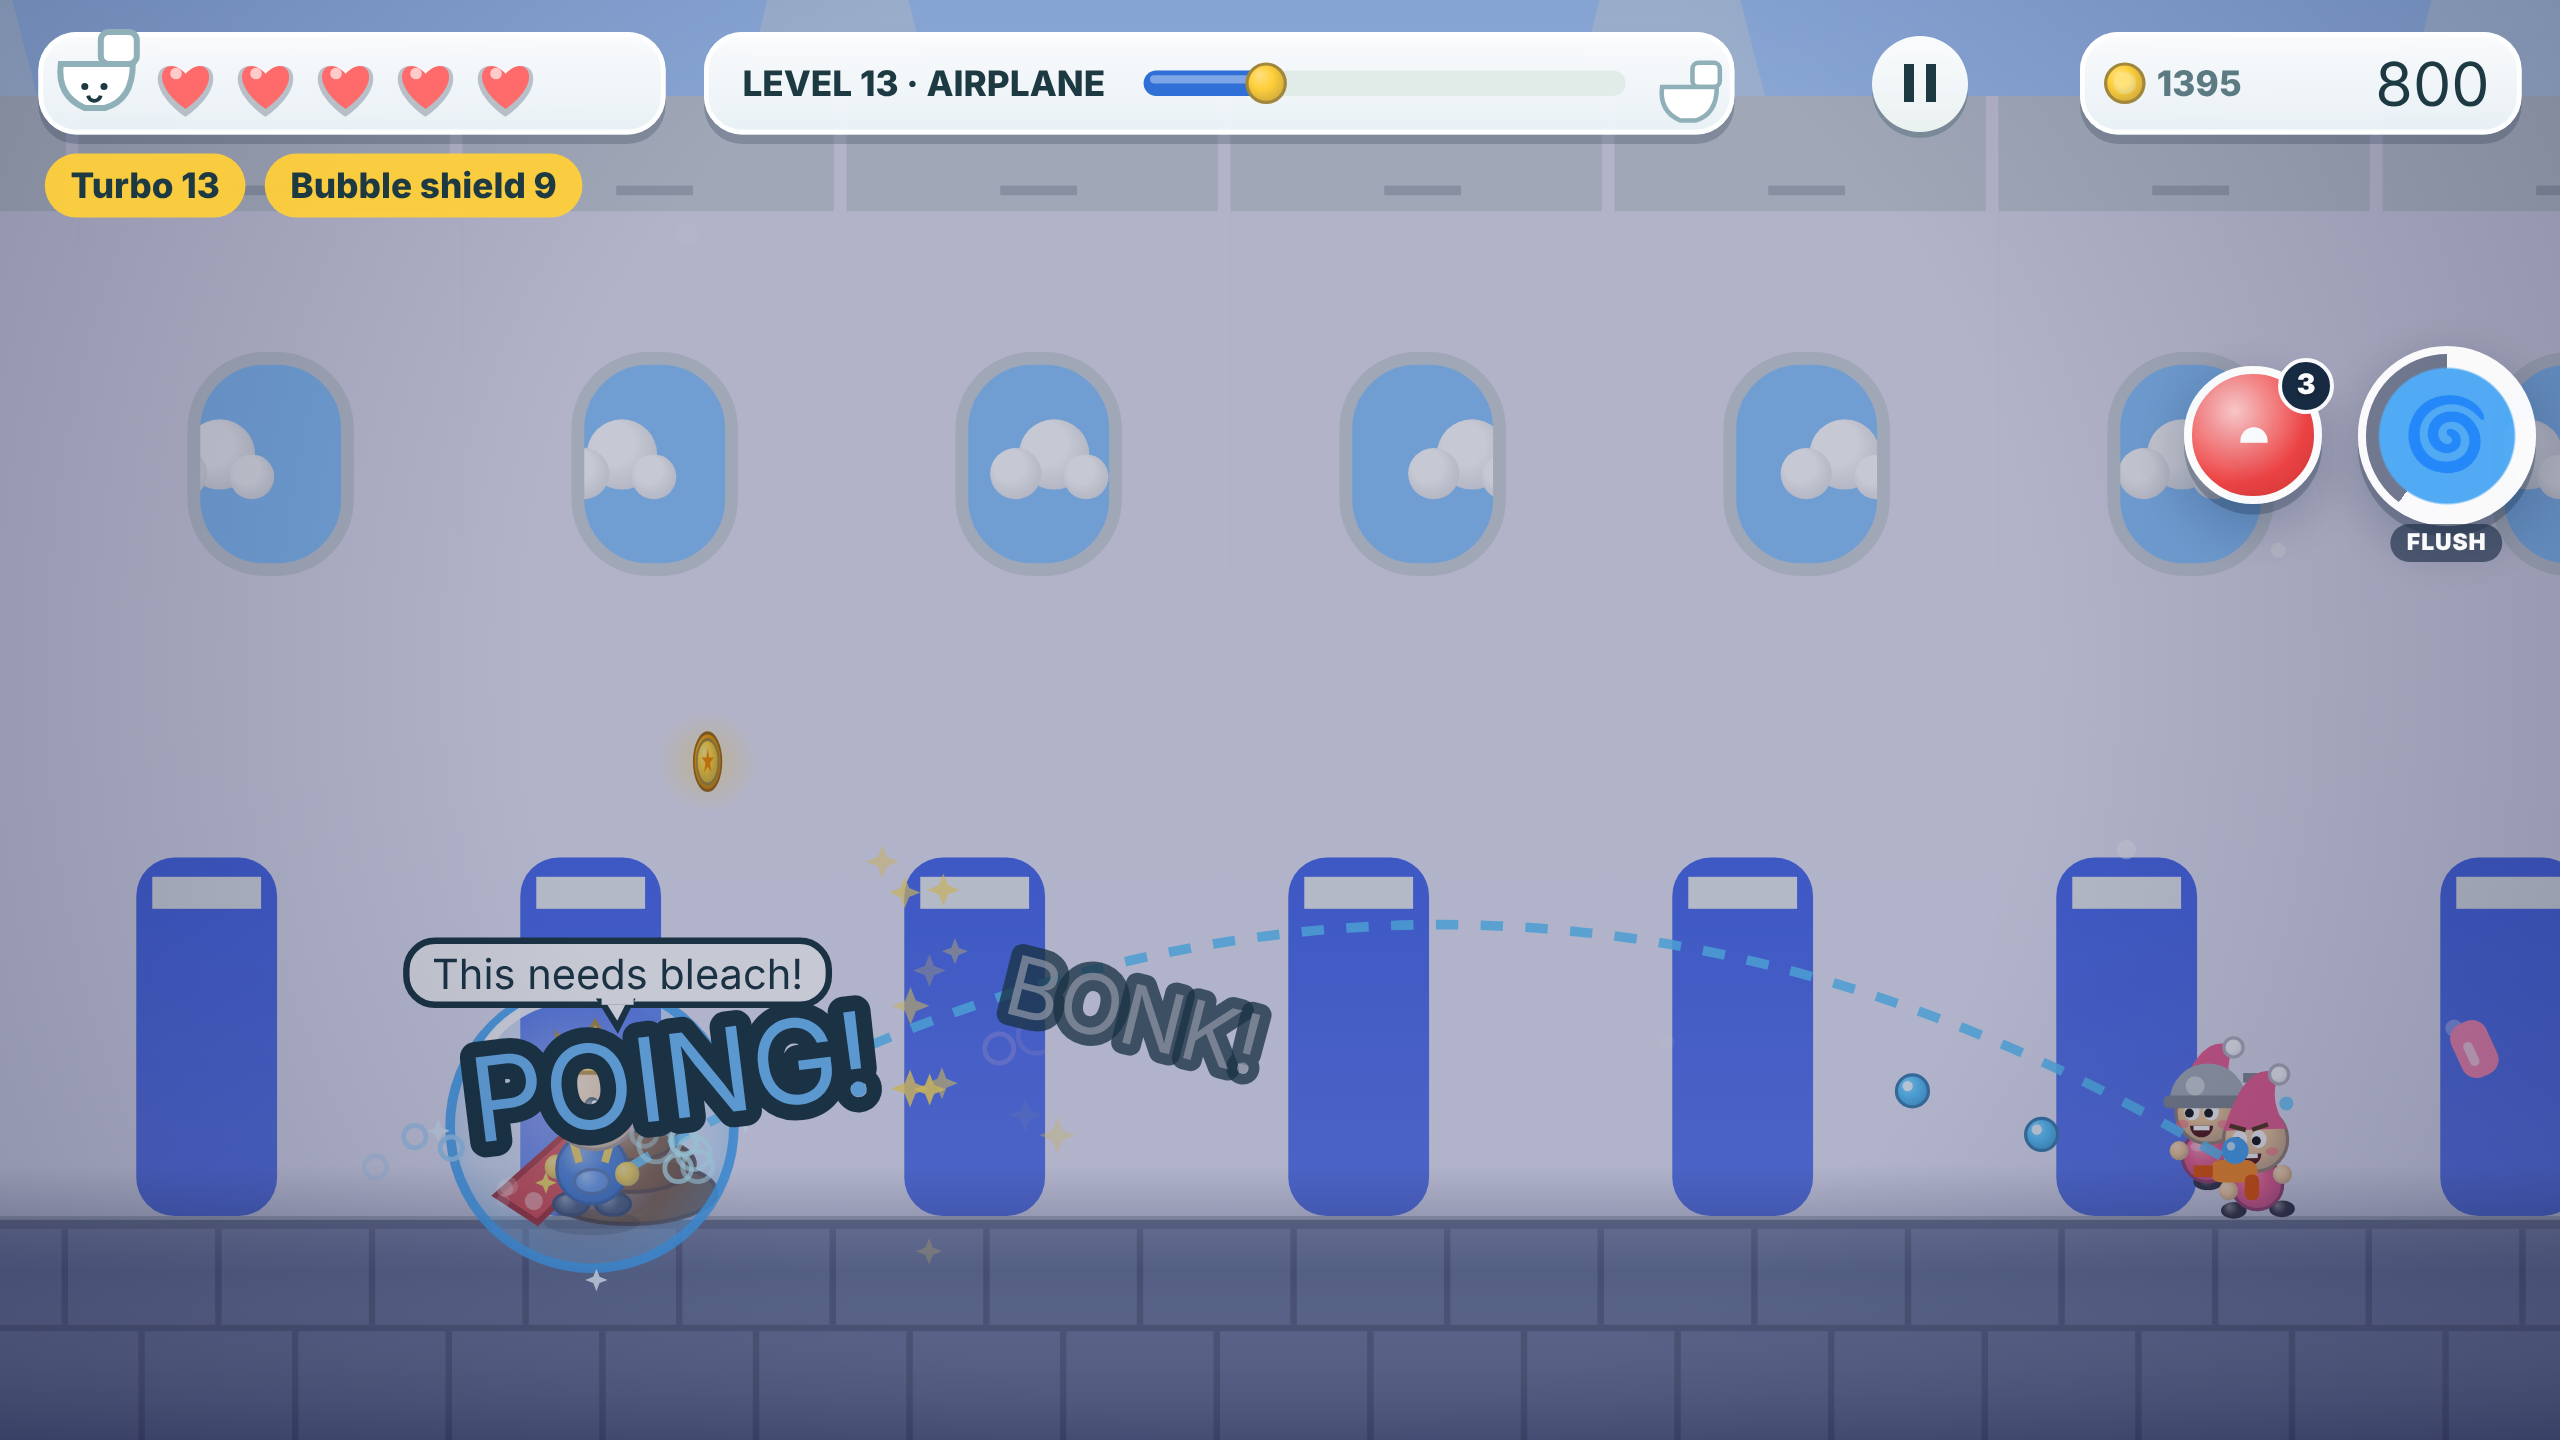 LEVEL 13 · AIRPLANE
1395
800
Turbo 13
Bubble shield 9
3
FLUSH
This needs bleach!
POING!
BONK!